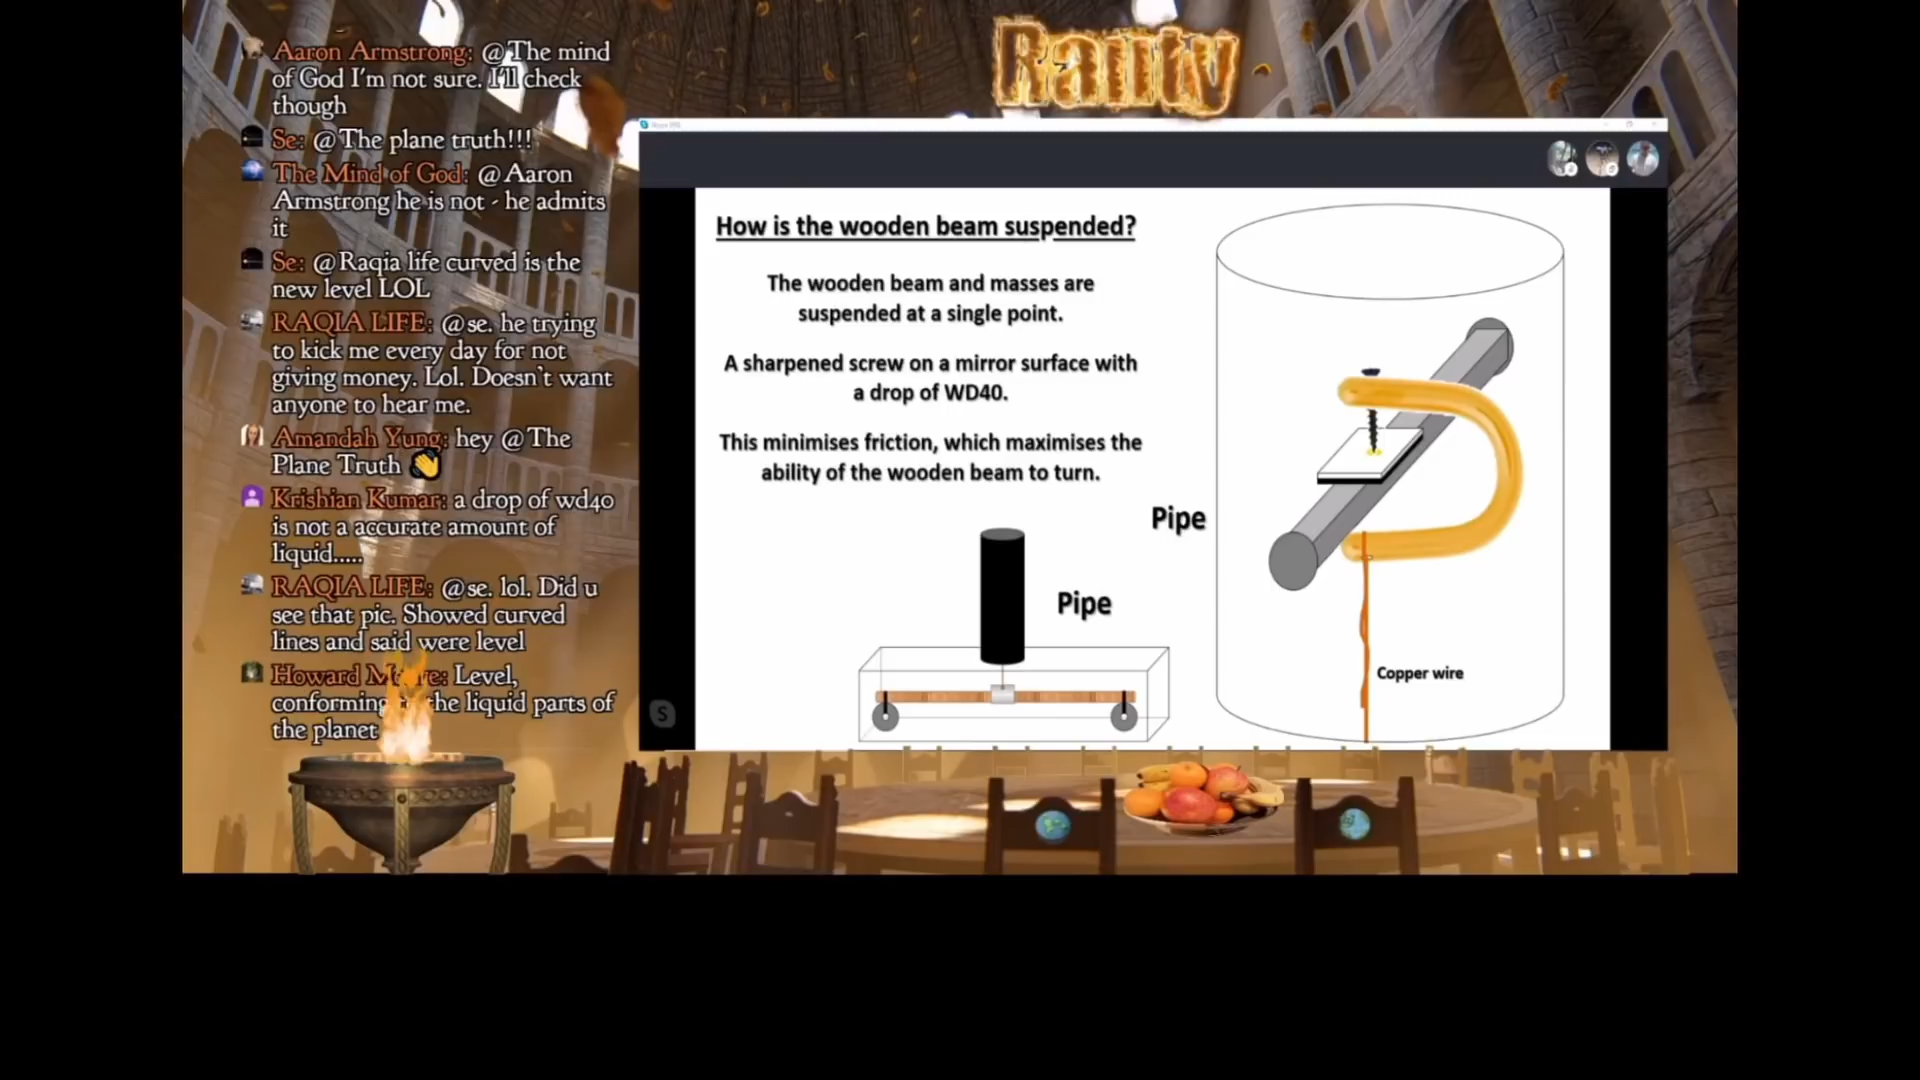 Ranty
Aaron Armstrong: @The mind
of God I'm not sure. I'll check
though
Se: @The plane truth!!!
The Mind of God: @Aaron
Armstrong he is not - he admits
it
Se: @Raqia life curved is the
new level LOL
RAQIA LIFE: @se. he trying
to kick me every day for not
giving money. Lol. Doesn't want
anyone to hear me.
Amandah Yung: hey @The
Plane Truth 👋
Krishian Kumar: a drop of wd40
is not a accurate amount of
liquid.....
RAQIA LIFE: @se. lol. Did u
see that pic. Showed curved
lines and said were level
Howard Level,
conforming the liquid parts of
the planet
How is the wooden beam suspended?
The wooden beam and masses are
suspended at a single point.
A sharpened screw on a mirror surface with
a drop of WD40.
This minimises friction, which maximises the
ability of the wooden beam to turn.
Pipe
Pipe
Copper wire
S